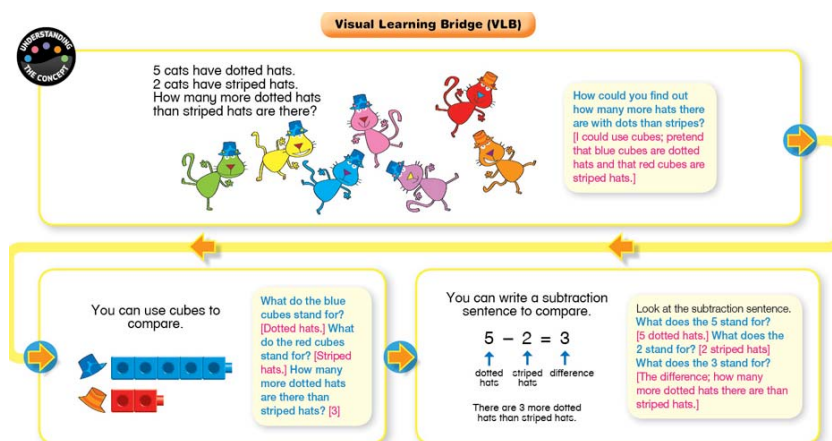 Visual Learning Bridge (VLB)
UNDERSTANDING
THE CONCEPT
5 cats have dotted hats.
2 cats have striped hats.
How many more dotted hats
than striped hats are there?
How could you find out
how many more hats there
are with dots than stripes?
[I could use cubes; pretend
that blue cubes are dotted
hats and that red cubes are
striped hats.]
You can use cubes to
compare.
What do the blue
cubes stand for?
[Dotted hats.] What
do the red cubes
stand for? [Striped
hats.] How many
more dotted hats
are there than
striped hats? [3]
You can write a subtraction
sentence to compare.
5 – 2 = 3
dotted
hats
striped
hats
difference
There are 3 more dotted
hats than striped hats.
Look at the subtraction sentence.
What does the 5 stand for?
[5 dotted hats.] What does the
2 stand for? [2 striped hats]
What does the 3 stand for?
[The difference; how many
more dotted hats there are than
striped hats.]